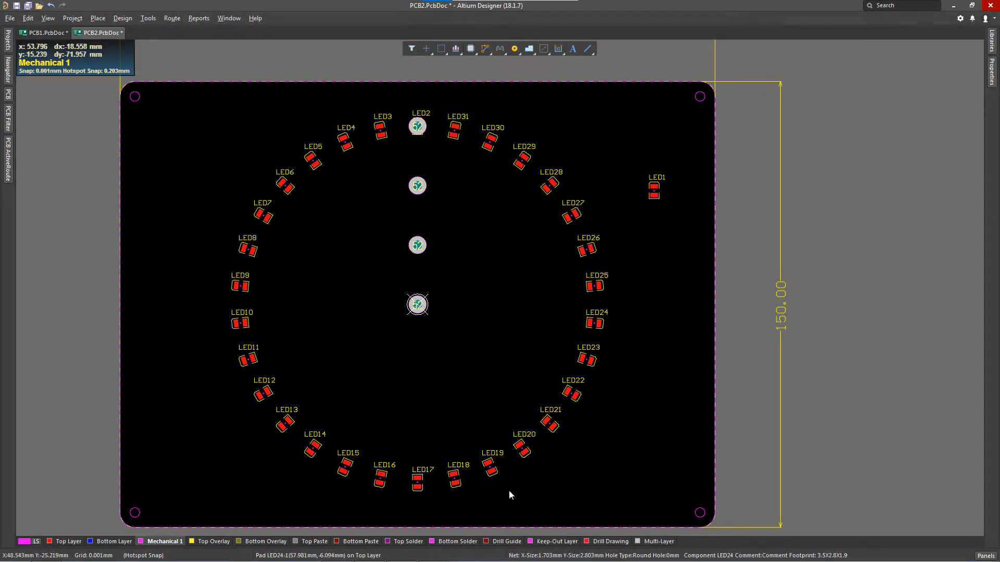 PCB2.PcbDoc * - Altium Designer (18.1.7)
Search
File Edit View Project Place Design Tools Route Reports Window Help
PCB1.PcbDoc * PCB2.PcbDoc *
x: 53.796 dx:-18.558 mm
y:-15.239 dy:-71.957 mm
Mechanical 1
Snap: 0.001mm Hotspot Snap: 0.203mm
Projects
Navigator
PCB
PCB Filter
PCB ActiveRoute
Libraries
Properties
LED2
LED3
LED31
52
LED4
LED30
LED5
LED29
LED6
LED28
LED1
52
LED7
LED27
LED8
LED26
52
LED9
LED25
52
150.00
LED10
LED24
LED11
LED23
LED12
LED22
LED13
LED21
LED14
LED20
LED15
LED19
LED16
LED18
LED17
LS Top Layer Bottom Layer Mechanical 1 Top Overlay Bottom Overlay Top Paste Bottom Paste Top Solder Bottom Solder Drill Guide Keep-Out Layer Drill Drawing Multi-Layer
X:48.543mm Y:-25.219mm Grid: 0.001mm (Hotspot Snap) Pad LED24-1(57.981mm,-6.094mm) on Top Layer Net: X-Size:1.703mm Y-Size:2.803mm Hole Type:Round Hole:0mm Component LED24 Comment:Comment Footprint: 3.5X2.8X1.9 Panels